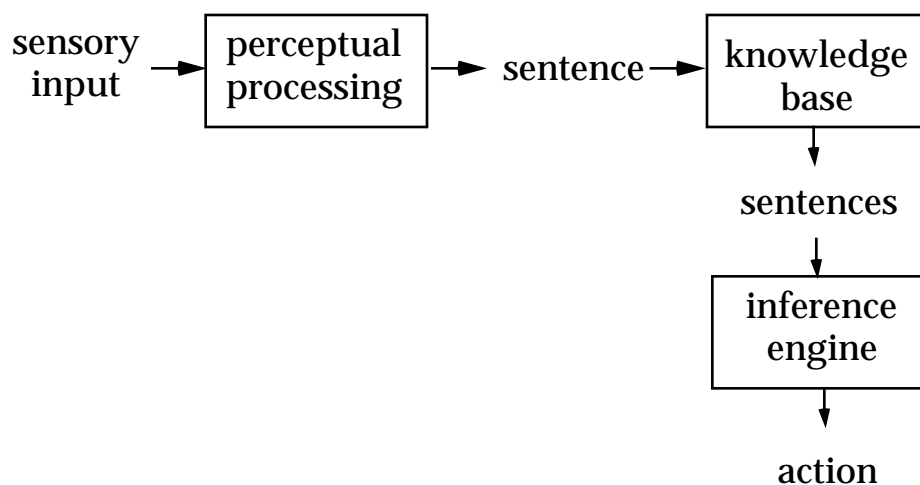 sensory
input
perceptual
processing
sentence
knowledge
base
sentences
inference
engine
action